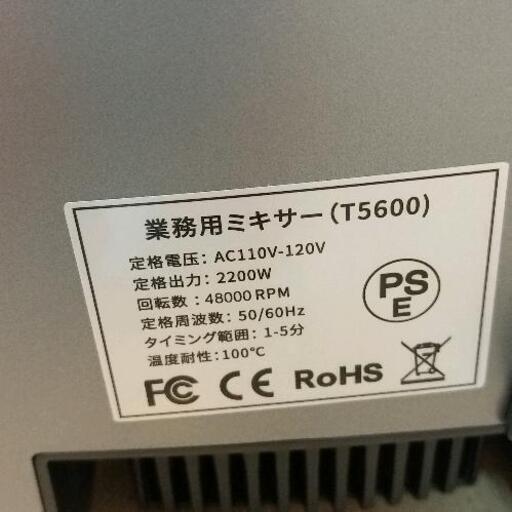 業務用ミキサー(T5600)
定格電圧: AC110V-120V
定格出力: 2200W
回転数: 48000 RPM
定格周波数: 50/60Hz
タイミング範囲: 1-5分
温度耐性: 100°C
PS
E
FC CE RoHS